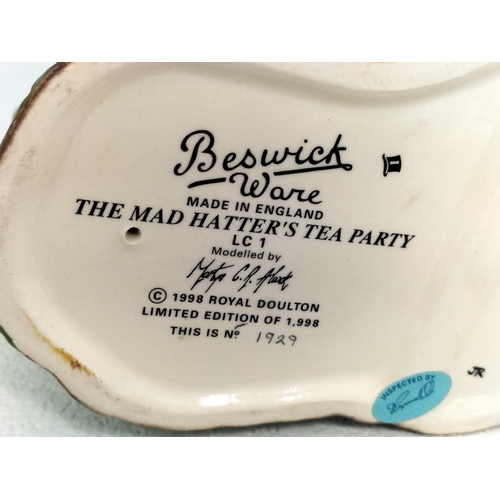 Beswick
Ware
MADE IN ENGLAND
THE MAD HATTER'S TEA PARTY
LC 1
Modelled by
© 1998 ROYAL DOULTON
LIMITED EDITION OF 1,998
THIS IS Nº 1929
JR
INSPECTED BY